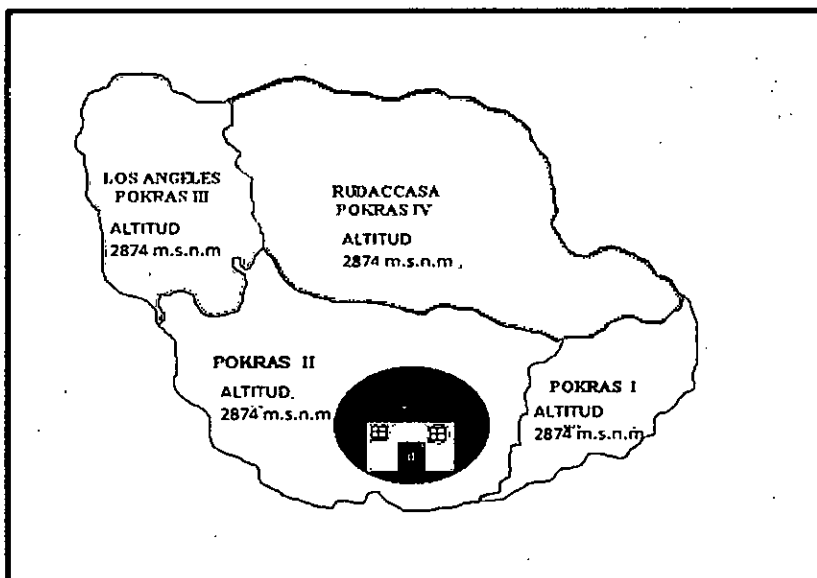 LOS ANGELES
POKRAS III
ALTITUD
2874 m.s.n.m
RUDACCASA
POKRAS IV
ALTITUD
2874 m.s.n.m
POKRAS II
ALTITUD.
2874 m.s.n.m
POKRAS I
ALTITUD
2874 m.s.n.m